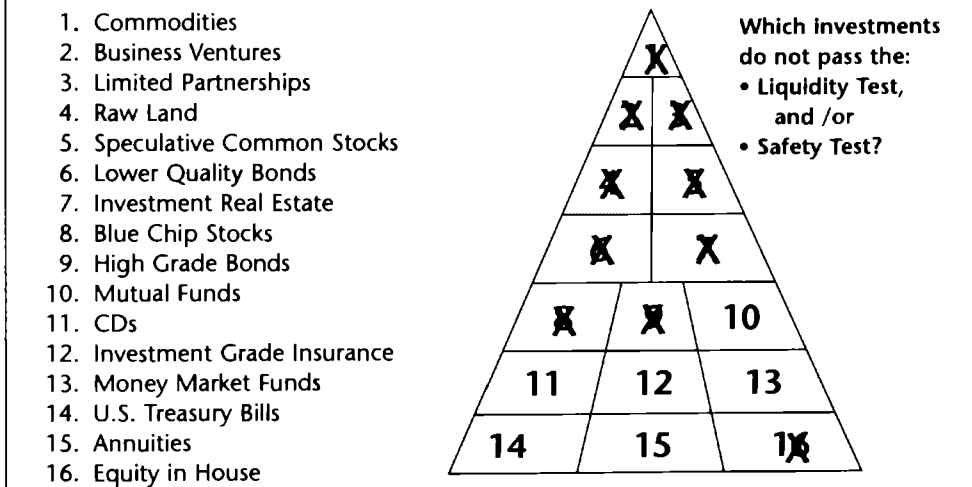 1. Commodities
2. Business Ventures
3. Limited Partnerships
4. Raw Land
5. Speculative Common Stocks
6. Lower Quality Bonds
7. Investment Real Estate
8. Blue Chip Stocks
9. High Grade Bonds
10. Mutual Funds
11. CDs
12. Investment Grade Insurance
13. Money Market Funds
14. U.S. Treasury Bills
15. Annuities
16. Equity in House
Which investments
do not pass the:
• Liquidity Test,
and /or
• Safety Test?
10
11 12 13
14 15 16